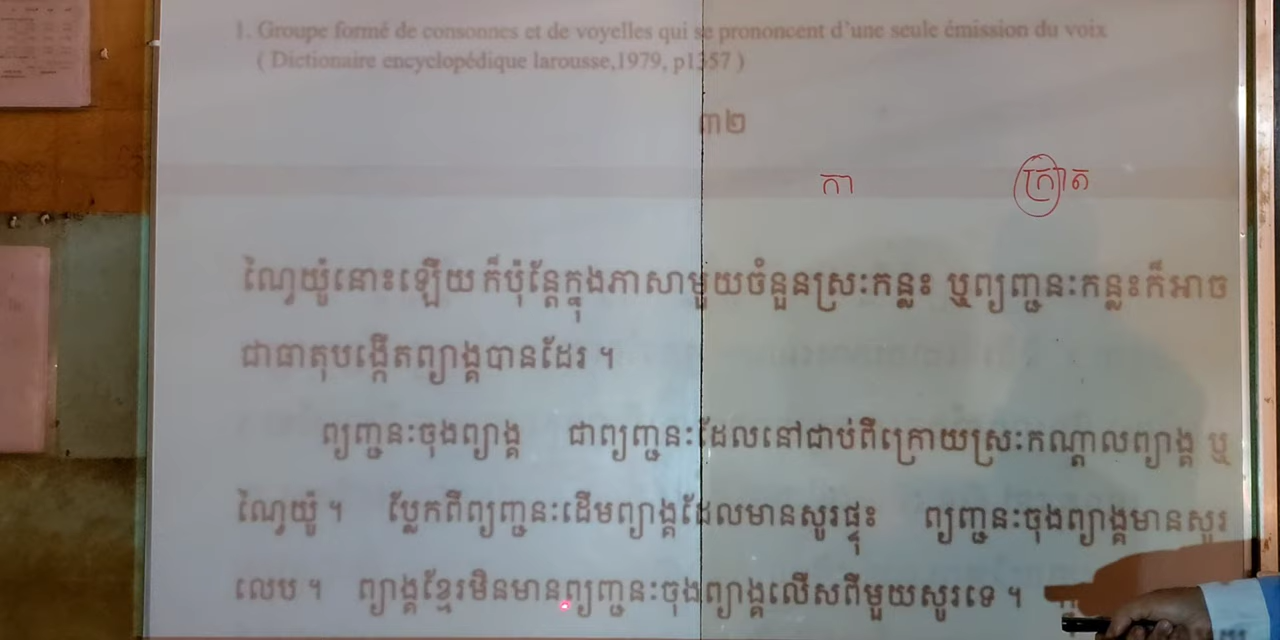 1. Groupe formé de consonnes et de voyelles qui se prononcent d'une seule émission du voix
( Dictionaire encyclopédique larousse,1979, p1357 )
៣២
កា ក្រៀត
ណៃ្វយ៉ូនោះឡើយ ក៏ប៉ុន្តែក្នុងភាសាមួយចំនួនស្រៈកន្លះ ឬព្យញ្ជនៈកន្លះក៏អាច
ជាធាតុបង្កើតព្យាង្គបានដែរ ។
ព្យញ្ជនៈចុងព្យាង្គ ជាព្យញ្ជនៈដែលនៅជាប់ពីក្រោយស្រៈកណ្ដាលព្យាង្គ ឬ
ណៃ្វយ៉ូ ។ ប្លែកពីព្យញ្ជនៈដើមព្យាង្គដែលមានសូរផ្ទុះ ព្យញ្ជនៈចុងព្យាង្គមានសូរ
លេប ។ ព្យាង្គខ្មែរមិនមានព្យញ្ជនៈចុងព្យាង្គលើសពីមួយសូរទេ ។